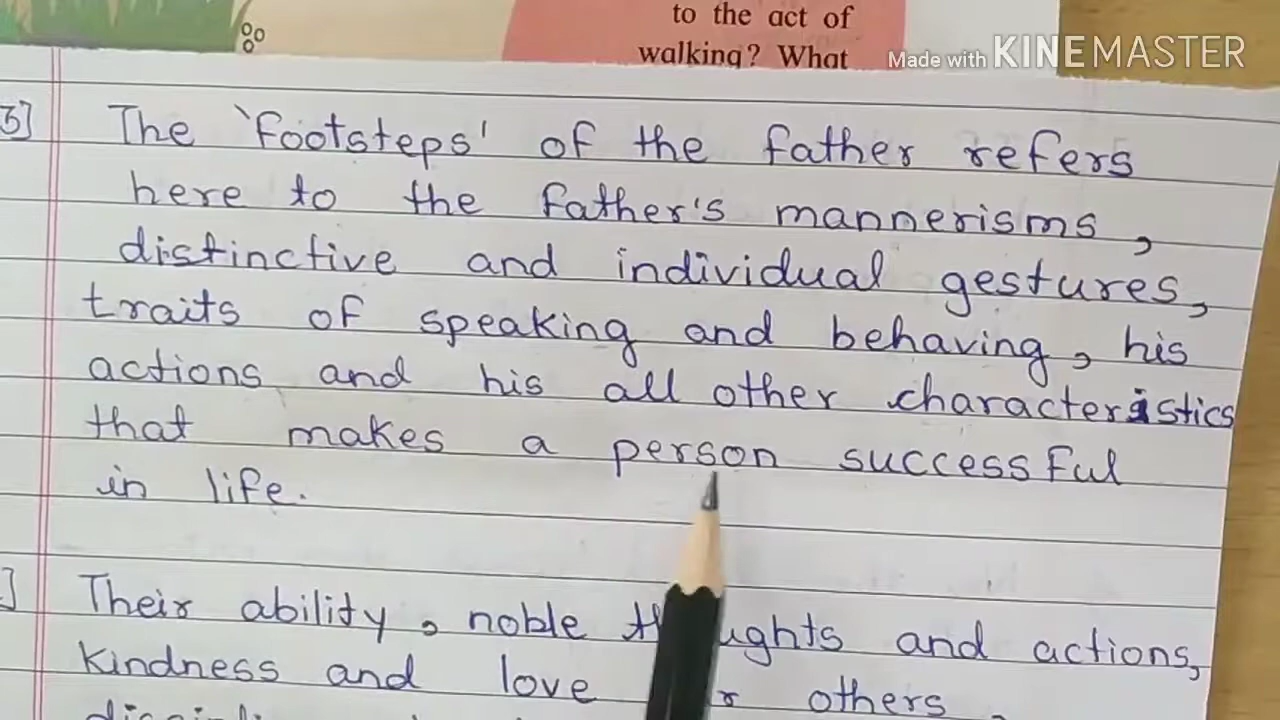 to the act of
walking? What
Made with KINEMASTER
3] The 'footsteps' of the father refers
here to the father's mannerisms,
distinctive and individual gestures,
traits of speaking and behaving, his
actions and his all other characteristics
that makes a person successful
in life.
] Their ability, noble and actions,
kindness and love others,